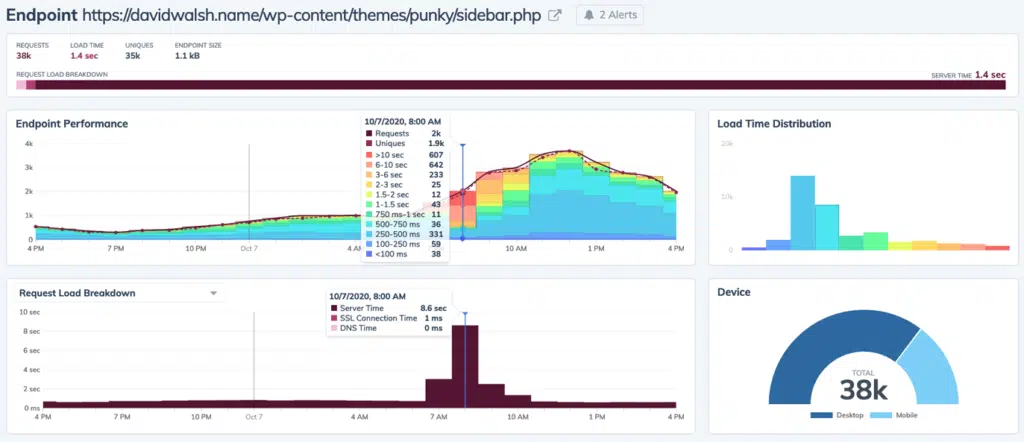 Endpoint https://davidwalsh.name/wp-content/themes/punky/sidebar.php 2 Alerts
REQUESTS LOAD TIME UNIQUES ENDPOINT SIZE
38k 1.4 sec 35k 1.1 kB
REQUEST LOAD BREAKDOWN SERVER TIME 1.4 sec
Endpoint Performance
4k
3k
2k
1k
0
4 PM 7 PM 10 PM Oct 7 4 AM 10 AM 1 PM 4 PM
10/7/2020, 8:00 AM
Requests 2k
Uniques 1.9k
>10 sec 607
6-10 sec 642
3-6 sec 233
2-3 sec 25
1.5-2 sec 12
1-1.5 sec 43
750 ms-1 sec 11
500-750 ms 36
250-500 ms 331
100-250 ms 59
<100 ms 38
Load Time Distribution
20k
10k
0
Request Load Breakdown
10 sec
8 sec
6 sec
4 sec
2 sec
0 ms
4 PM 7 PM 10 PM Oct 7 7 AM 10 AM 1 PM 4 PM
10/7/2020, 8:00 AM
Server Time 8.6 sec
SSL Connection Time 1 ms
DNS Time 0 ms
Device
TOTAL
38k
Desktop Mobile